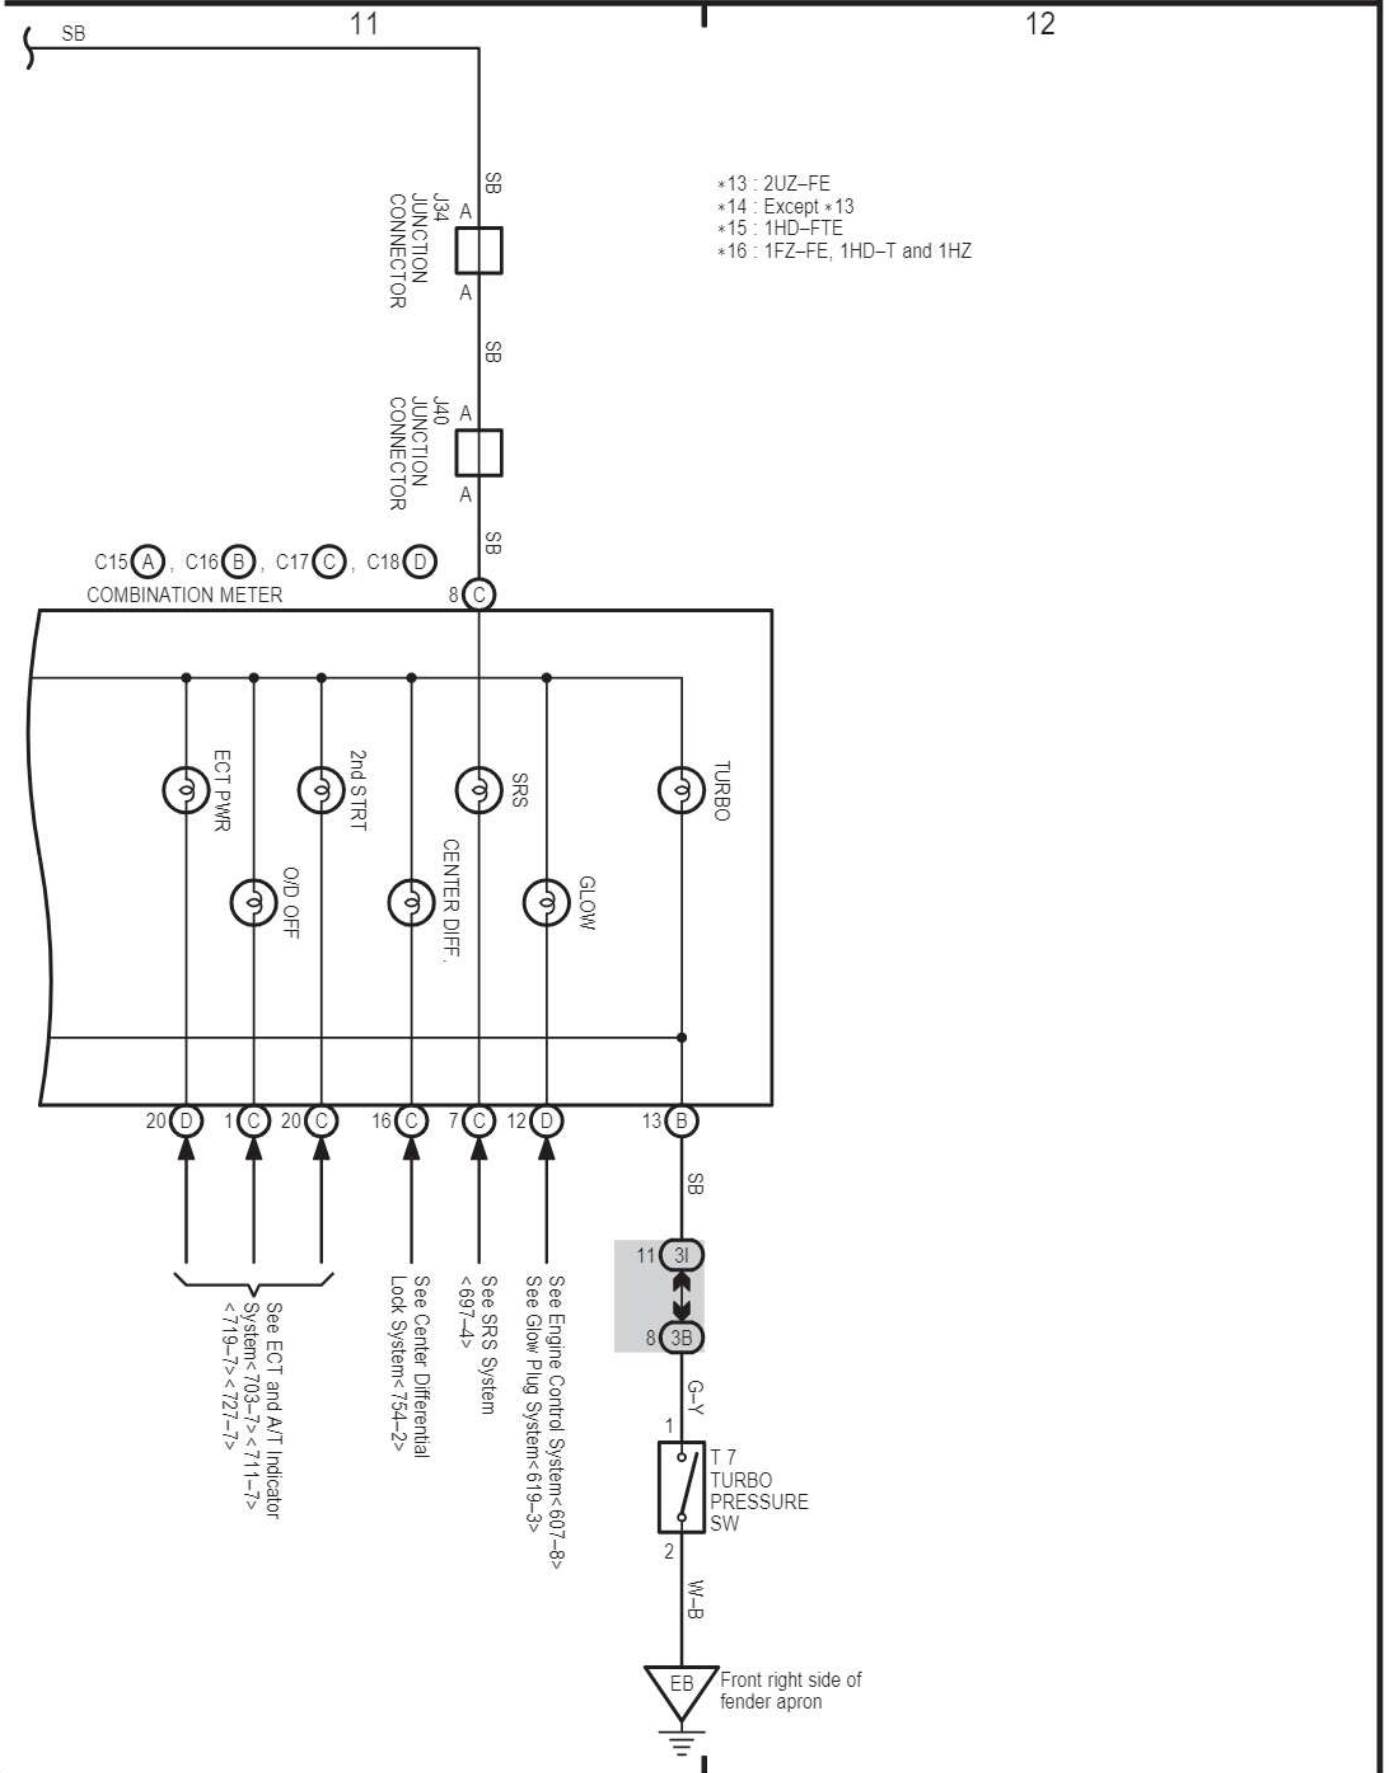 11
12
SB
*13 : 2UZ–FE
*14 : Except *13
*15 : 1HD–FTE
*16 : 1FZ–FE, 1HD–T and 1HZ
SB
A
J34
JUNCTION
CONNECTOR
A
SB
A
J40
JUNCTION
CONNECTOR
A
SB
C15 A , C16 B , C17 C , C18 D
COMBINATION METER
8 C
ECT PWR
2nd STRT
SRS
TURBO
O/D OFF
CENTER DIFF.
GLOW
20 D
1 C
20 C
16 C
7 C
12 D
13 B
SB
11 3I
8 3B
See ECT and A/T Indicator
System<703–7><711–7>
<719–7><727–7>
See Center Differential
Lock System<754–2>
See SRS System
<697–4>
See Engine Control System<607–8>
See Glow Plug System<619–3>
G–Y
1
T 7
TURBO
PRESSURE
SW
2
W–B
EB
Front right side of
fender apron